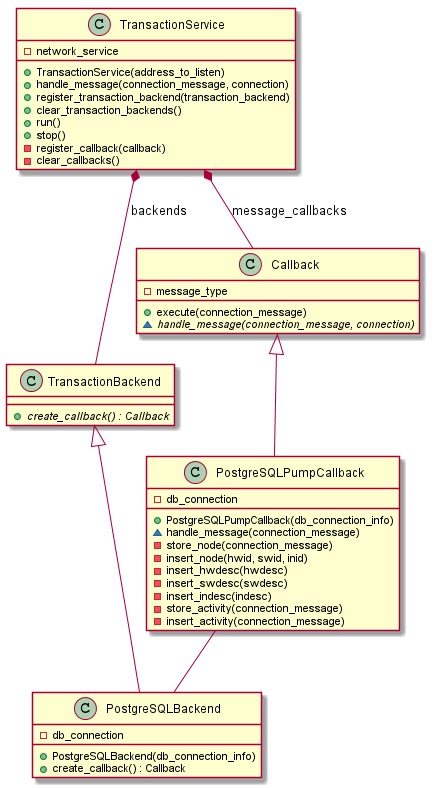 C TransactionService
network_service
TransactionService(address_to_listen)
handle_message(connection_message, connection)
register_transaction_backend(transaction_backend)
clear_transaction_backends()
run()
stop()
register_callback(callback)
clear_callbacks()
backends
message_callbacks
C Callback
message_type
execute(connection_message)
handle_message(connection_message, connection)
C TransactionBackend
create_callback() : Callback
C PostgreSQLPumpCallback
db_connection
PostgreSQLPumpCallback(db_connection_info)
handle_message(connection_message)
store_node(connection_message)
insert_node(hwid, swid, inid)
insert_hwdesc(hwdesc)
insert_swdesc(swdesc)
insert_indesc(indesc)
store_activity(connection_message)
insert_activity(connection_message)
C PostgreSQLBackend
db_connection
PostgreSQLBackend(db_connection_info)
create_callback() : Callback